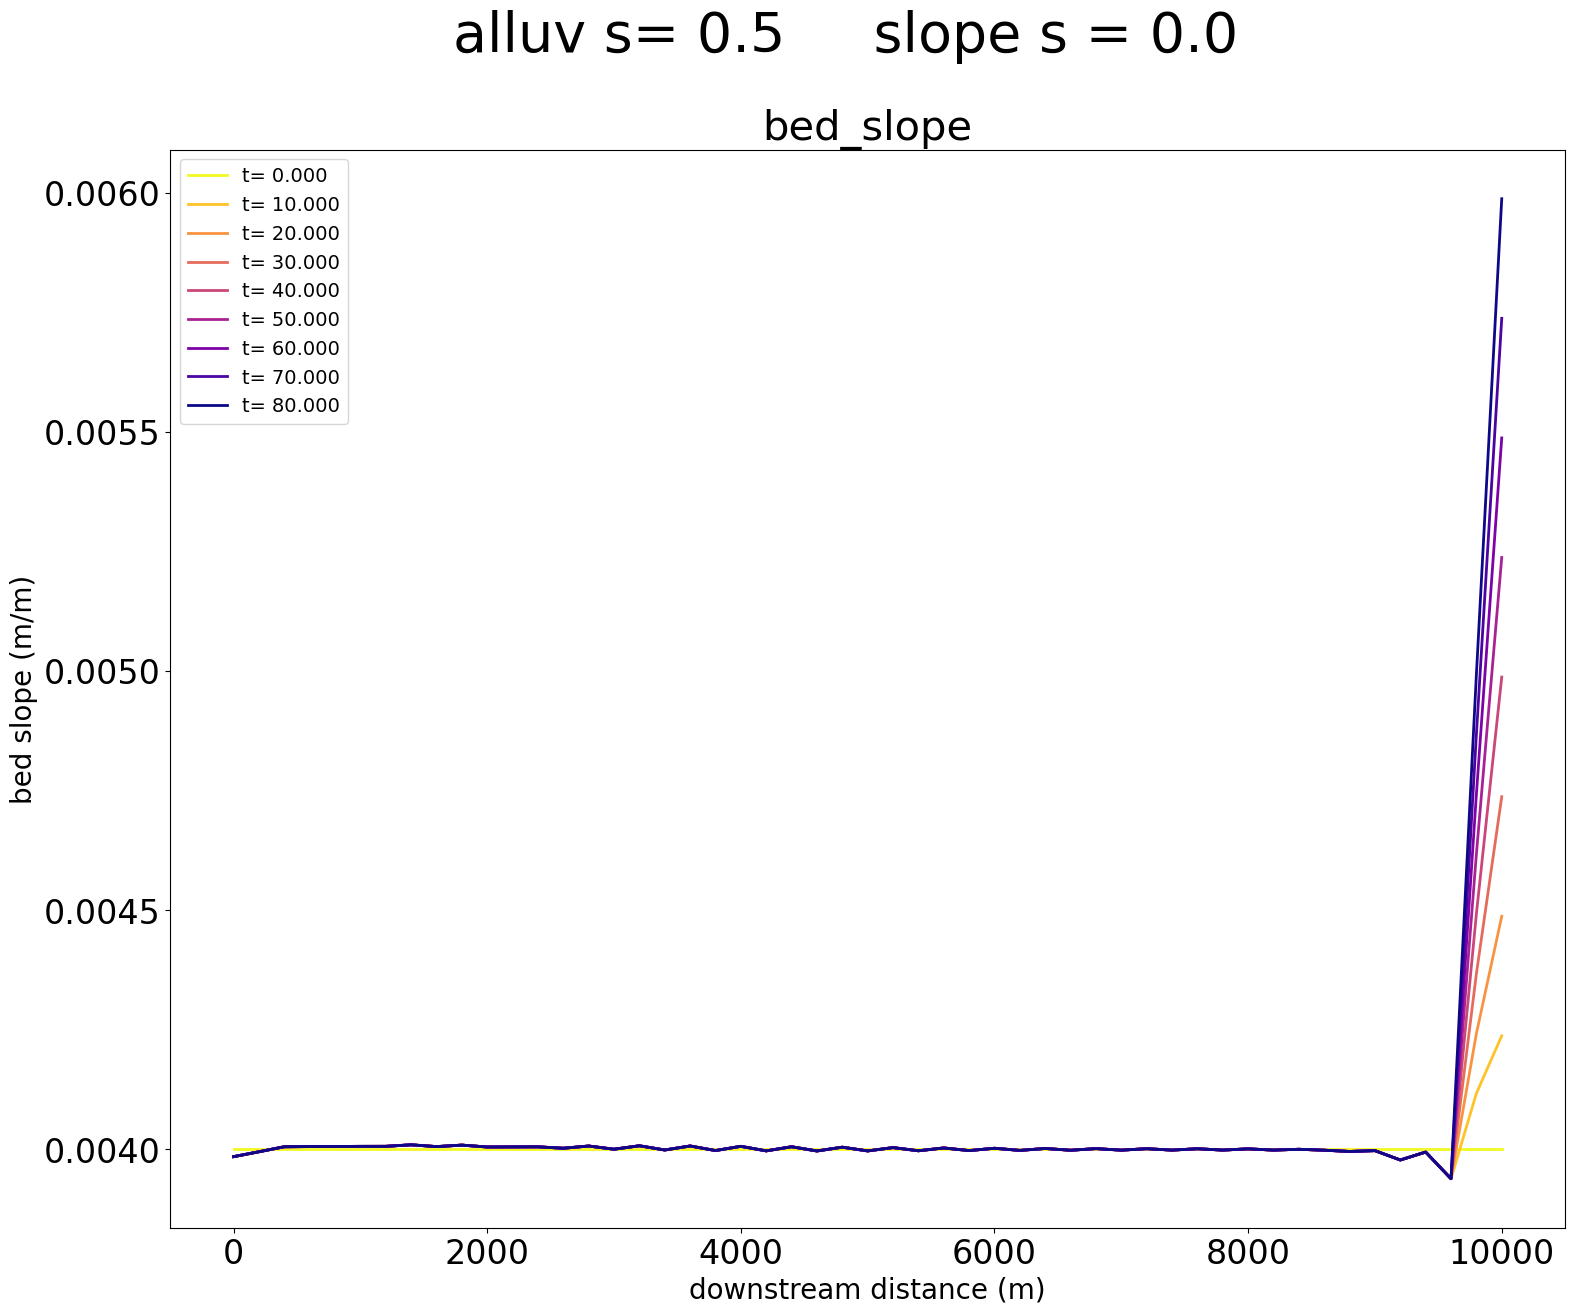 alluv s= 0.5 slope s = 0.0
bed_slope
0.0060
0.0055
0.0050
0.0045
0.0040
bed slope (m/m)
t= 0.000
t= 10.000
t= 20.000
t= 30.000
t= 40.000
t= 50.000
t= 60.000
t= 70.000
t= 80.000
0 2000 4000 6000 8000 10000
downstream distance (m)